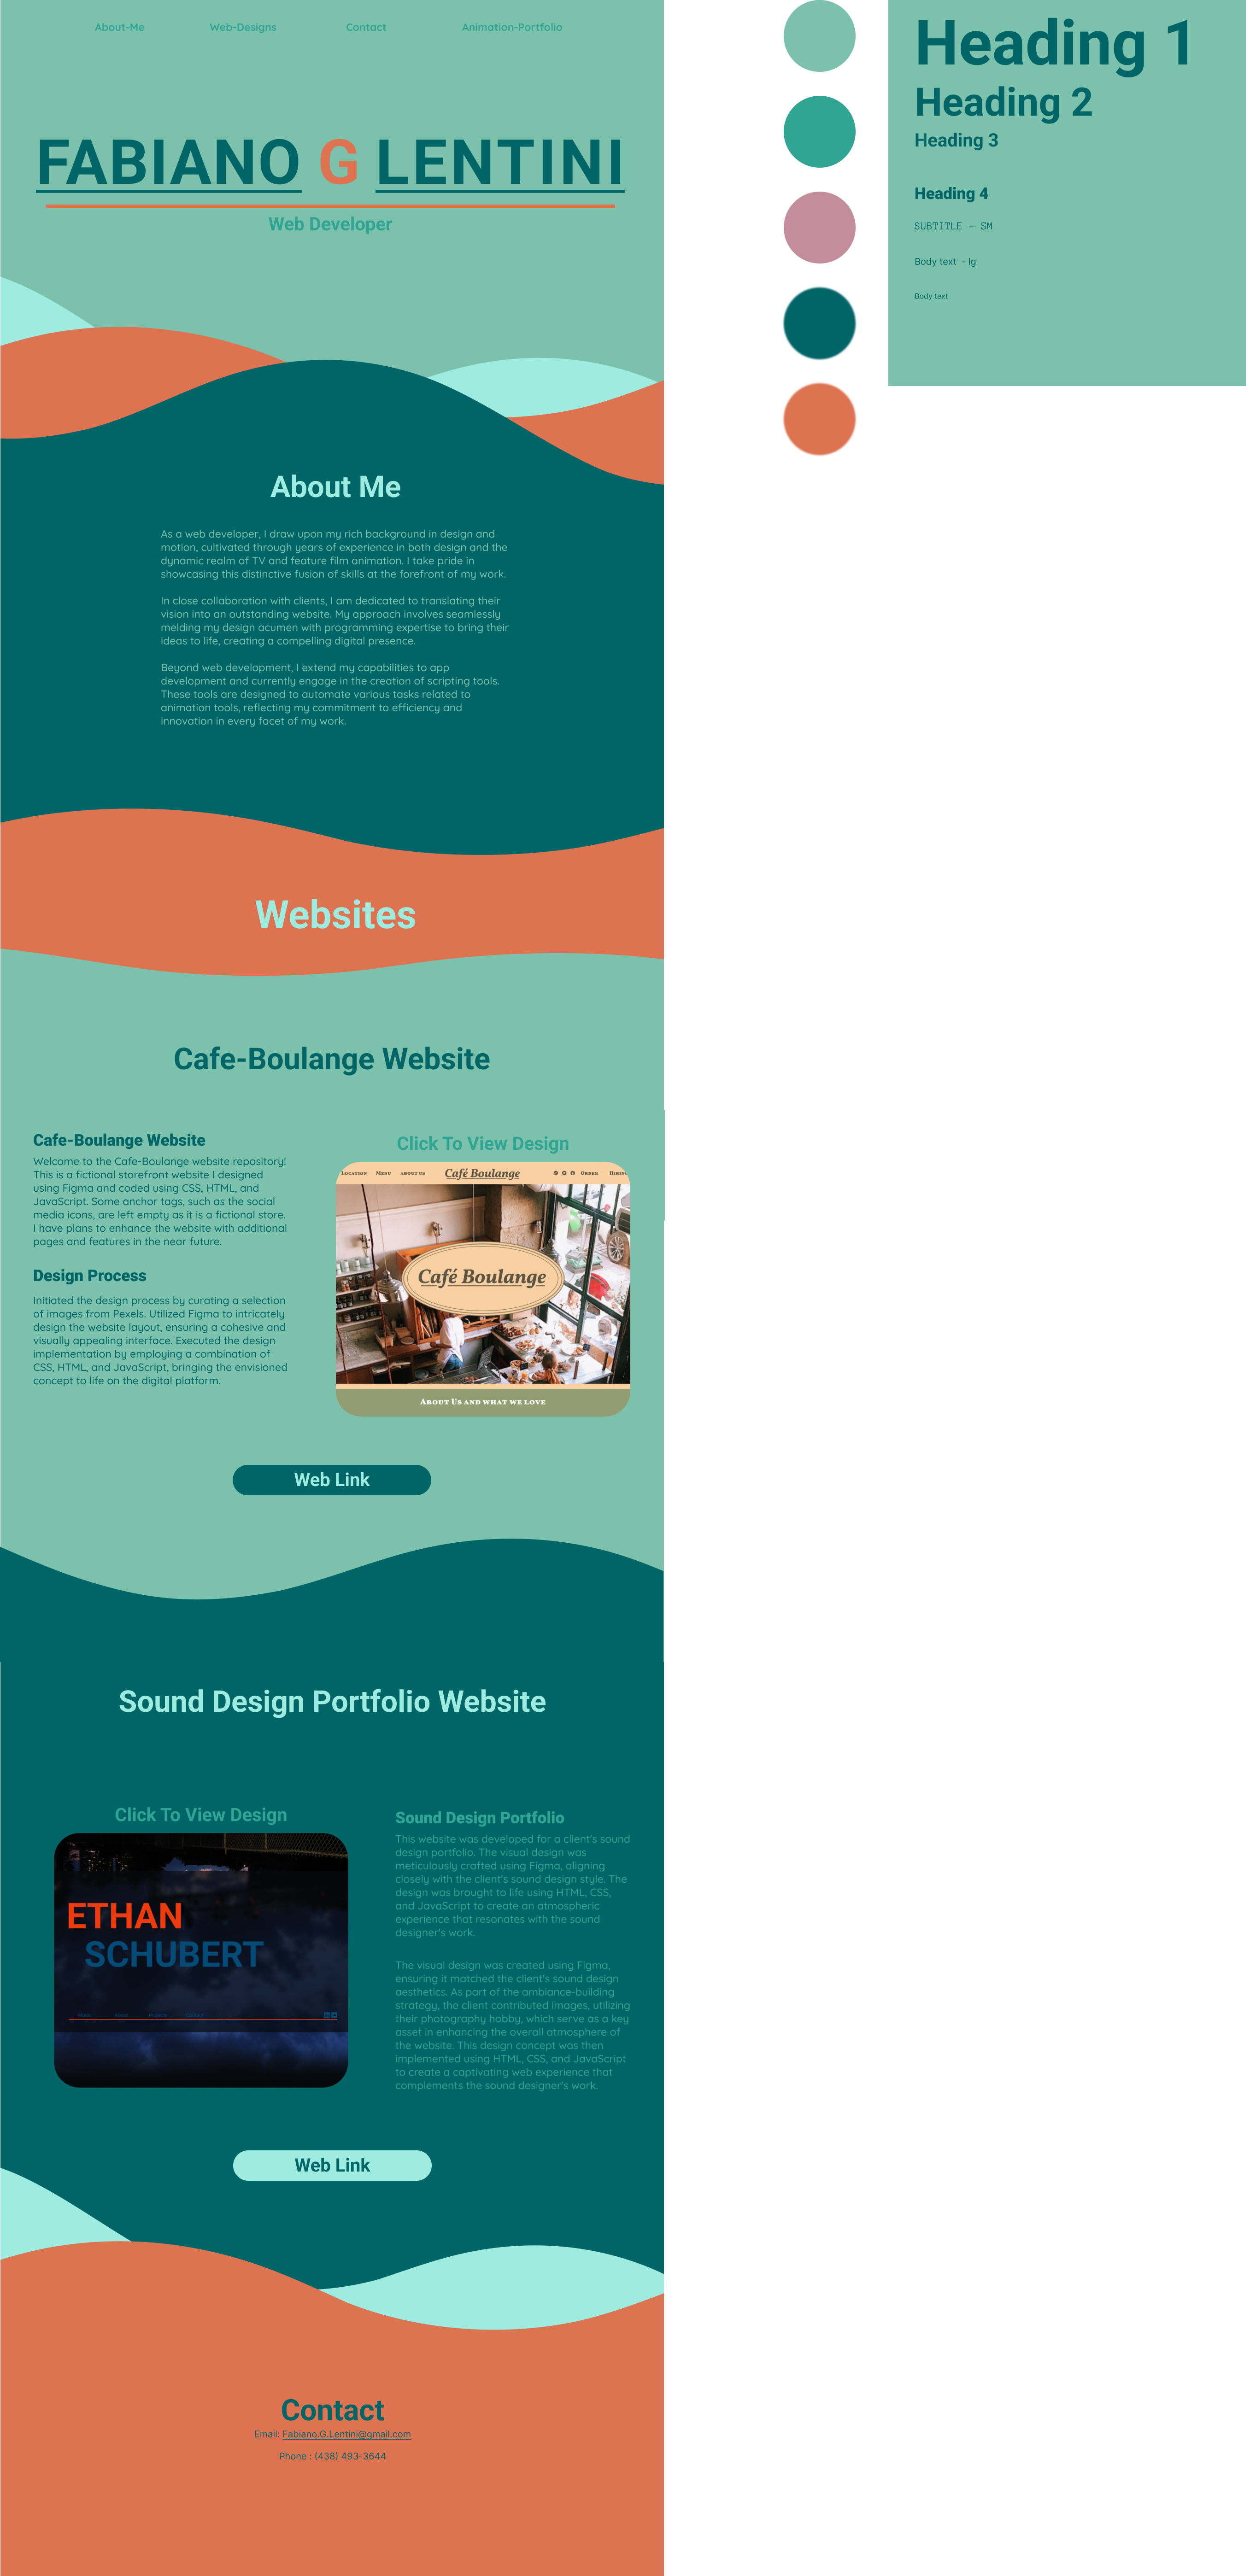 About-Me Web-Designs Contact Animation-Portfolio
FABIANO G LENTINI
Web Developer
About Me
As a web developer, I draw upon my rich background in design and
motion, cultivated through years of experience in both design and the
dynamic realm of TV and feature film animation. I take pride in
showcasing this distinctive fusion of skills at the forefront of my work.
In close collaboration with clients, I am dedicated to translating their
vision into an outstanding website. My approach involves seamlessly
melding my design acumen with programming expertise to bring their
ideas to life, creating a compelling digital presence.
Beyond web development, I extend my capabilities to app
development and currently engage in the creation of scripting tools.
These tools are designed to automate various tasks related to
animation tools, reflecting my commitment to efficiency and
innovation in every facet of my work.
Websites
Cafe-Boulange Website
Cafe-Boulange Website
Welcome to the Cafe-Boulange website repository!
This is a fictional storefront website I designed
using Figma and coded using CSS, HTML, and
JavaScript. Some anchor tags, such as the social
media icons, are left empty as it is a fictional store.
I have plans to enhance the website with additional
pages and features in the near future.
Design Process
Initiated the design process by curating a selection
of images from Pexels. Utilized Figma to intricately
design the website layout, ensuring a cohesive and
visually appealing interface. Executed the design
implementation by employing a combination of
CSS, HTML, and JavaScript, bringing the envisioned
concept to life on the digital platform.
Click To View Design
Location Menu about us Café Boulange Order Hiring
Café Boulange
About Us and what we love
Web Link
Sound Design Portfolio Website
Click To View Design
ETHAN
SCHUBERT
Sound Design Portfolio
This website was developed for a client's sound
design portfolio. The visual design was
meticulously crafted using Figma, aligning
closely with the client's sound design style. The
design was brought to life using HTML, CSS,
and JavaScript to create an atmospheric
experience that resonates with the sound
designer's work.
The visual design was created using Figma,
ensuring it matched the client's sound design
aesthetics. As part of the ambiance-building
strategy, the client contributed images, utilizing
their photography hobby, which serve as a key
asset in enhancing the overall atmosphere of
the website. This design concept was then
implemented using HTML, CSS, and JavaScript
to create a captivating web experience that
complements the sound designer's work.
Web Link
Contact
Email: Fabiano.G.Lentini@gmail.com
Phone : (438) 493-3644
Heading 1
Heading 2
Heading 3
Heading 4
SUBTITLE - SM
Body text - lg
Body text